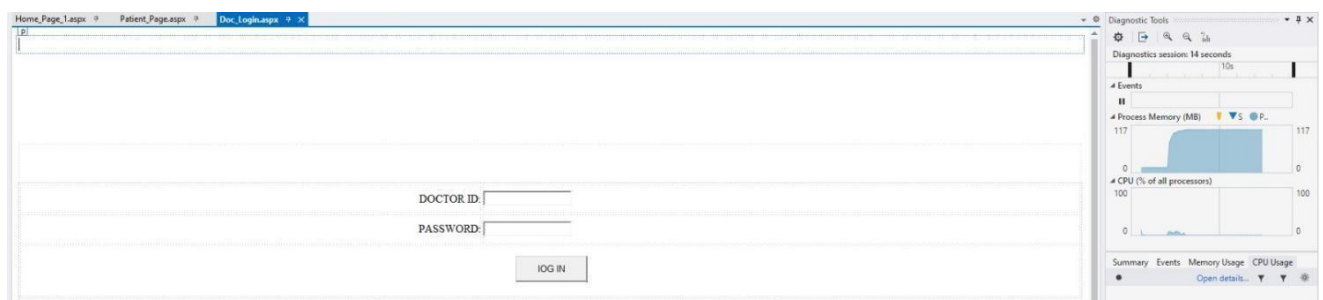 Home_Page_1.aspx Patient_Page.aspx Doc_Login.aspx
P
DOCTOR ID:
PASSWORD:
lOG IN
Diagnostic Tools
Diagnostics session: 14 seconds
10s
Events
Process Memory (MB) S P...
117 117
0 0
CPU (% of all processors)
100 100
0 0
Summary Events Memory Usage CPU Usage
Open details...